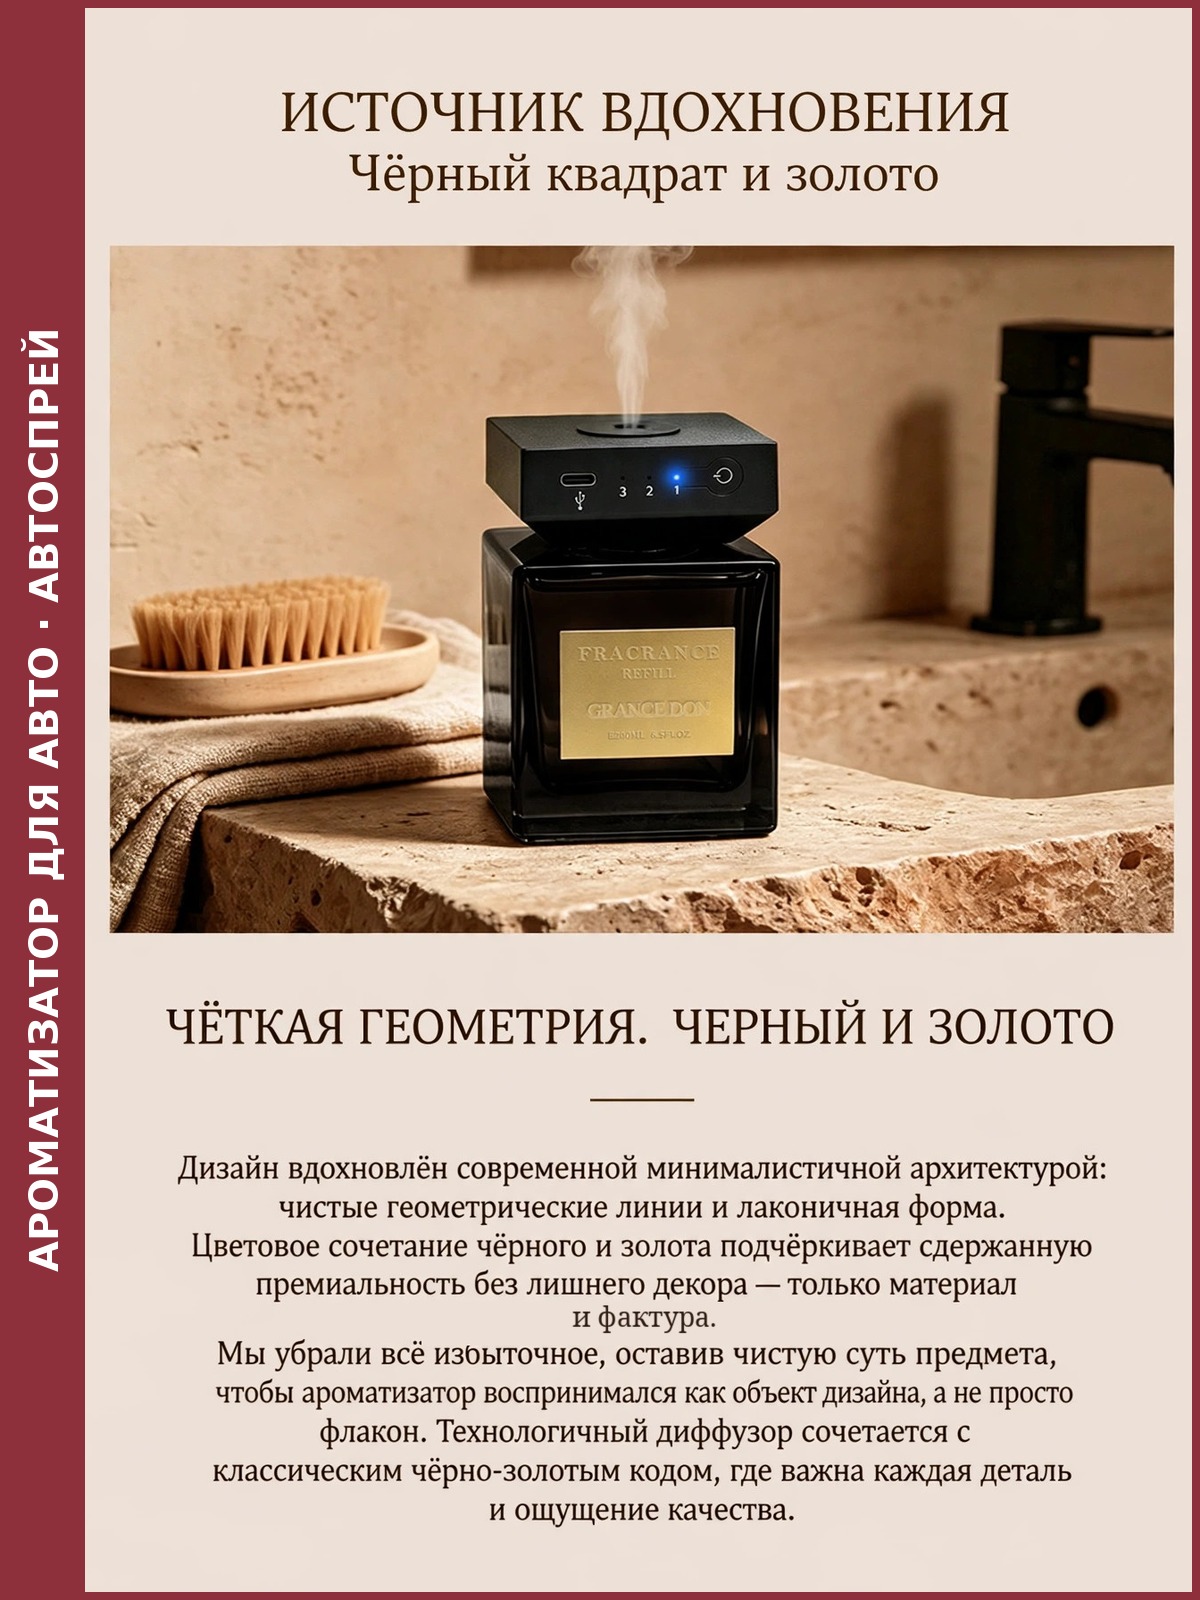 ИСТОЧНИК ВДОХНОВЕНИЯ
Чёрный квадрат и золото
АРОМАТИЗАТОР ДЛЯ АВТО · АВТОСПРЕЙ
3 2 1
FRAGRANCE
REFILL
GRANCEDON
ЧЁТКАЯ ГЕОМЕТРИЯ. ЧЕРНЫЙ И ЗОЛОТО
Дизайн вдохновлён современной минималистичной архитектурой:
чистые геометрические линии и лаконичная форма.
Цветовое сочетание чёрного и золота подчёркивает сдержанную
премиальность без лишнего декора — только материал
и фактура.
Мы убрали всё избыточное, оставив чистую суть предмета,
чтобы ароматизатор воспринимался как объект дизайна, а не просто
флакон. Технологичный диффузор сочетается с
классическим чёрно-золотым кодом, где важна каждая деталь
и ощущение качества.